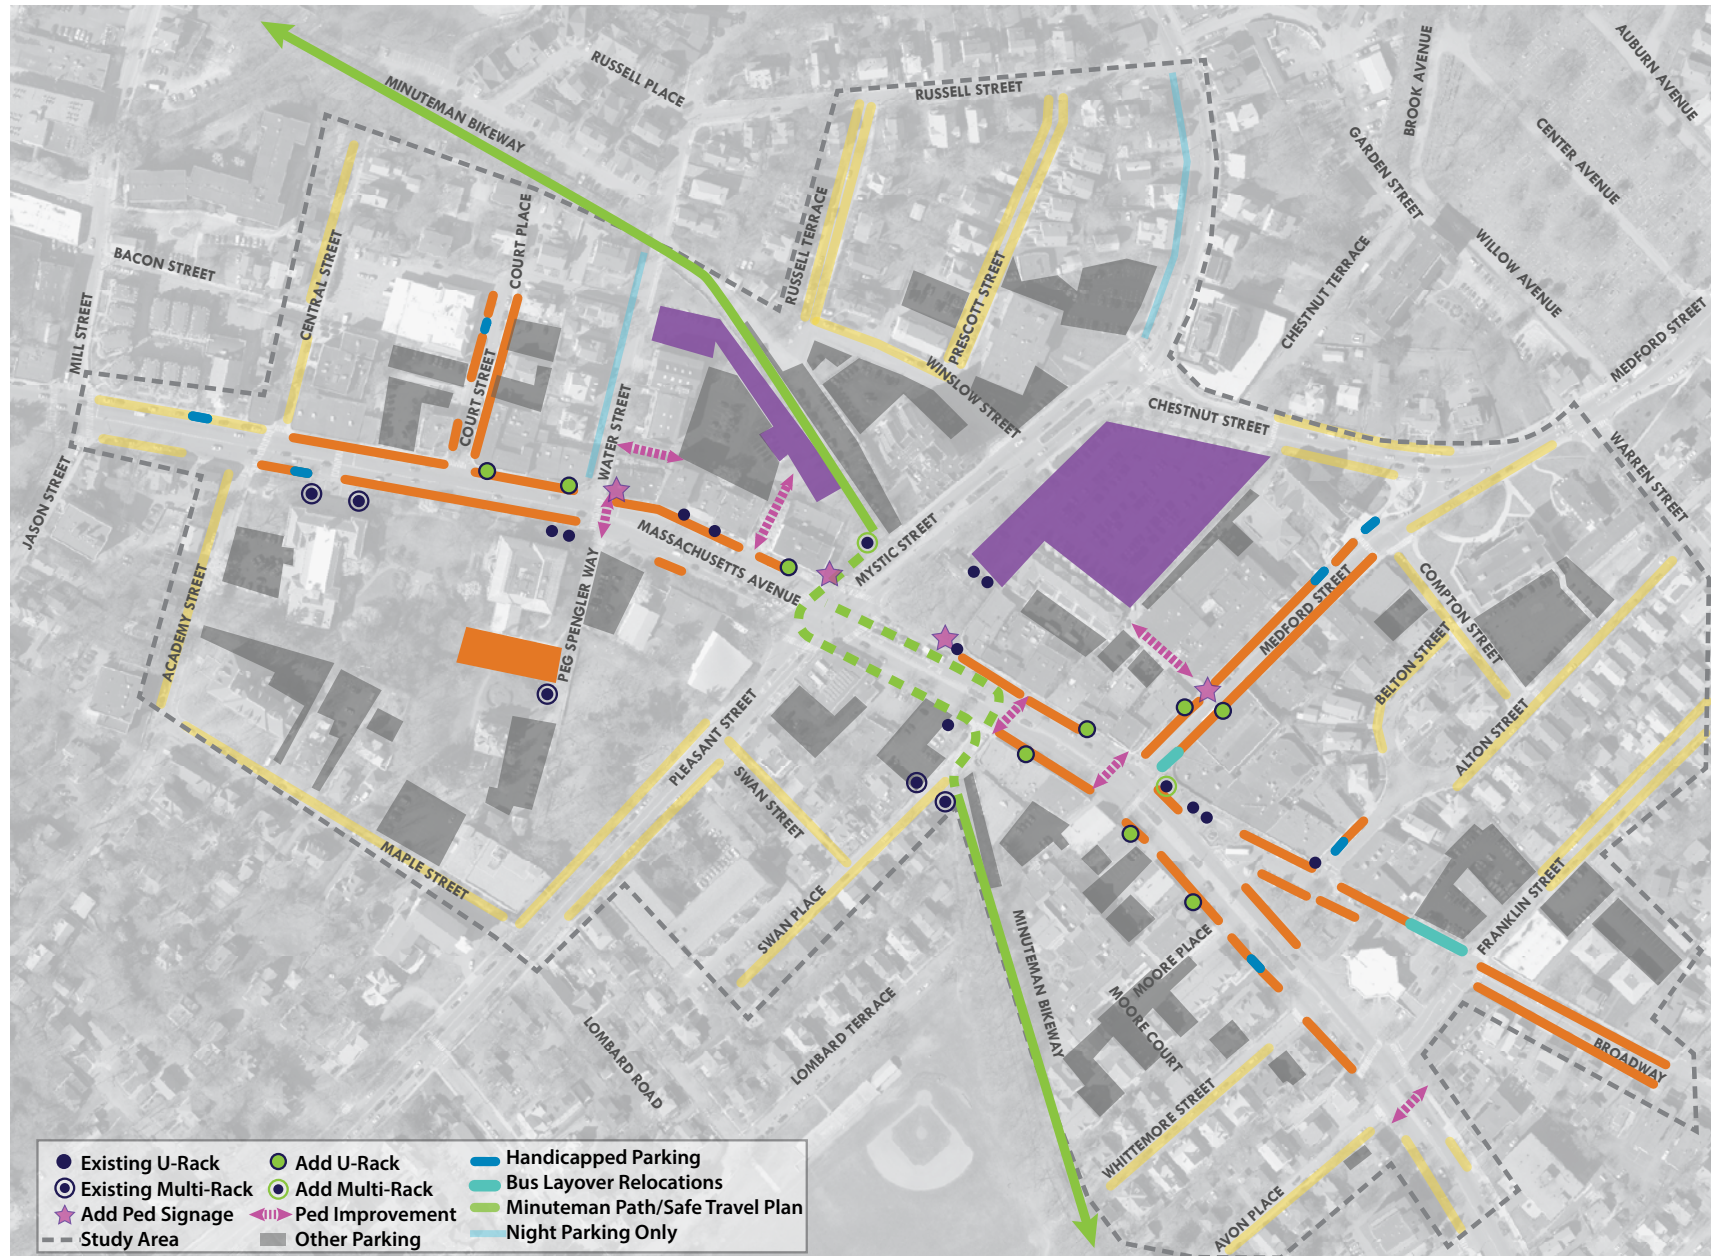 AUBURN AVENUE
BROOK AVENUE
RUSSELL PLACE
MINUTEMAN BIKEWAY
RUSSELL STREET
CENTER AVENUE
GARDEN STREET
COURT PLACE
RUSSELL TERRACE
BACON STREET
CENTRAL STREET
WILLOW AVENUE
CHESTNUT TERRACE
MILL STREET
PRESCOTT STREET
MEDFORD STREET
COURT STREET
WINSLOW STREET
CHESTNUT STREET
WATER STREET
WARREN STREET
JASON STREET
MASSACHUSETTS AVENUE
MYSTIC STREET
ACADEMY STREET
PEG SPENGLER WAY
MEDFORD STREET
COMPTON STREET
BELTON STREET
PLEASANT STREET
ALTON STREET
SWAN STREET
MAPLE STREET
SWAN PLACE
FRANKLIN STREET
MINUTEMAN BIKEWAY
MOORE PLACE
MOORE COURT
LOMBARD ROAD
LOMBARD TERRACE
BROADWAY
WHITTEMORE STREET
AVON PLACE
Existing U-Rack
Add U-Rack
Handicapped Parking
Existing Multi-Rack
Add Multi-Rack
Bus Layover Relocations
Add Ped Signage
Ped Improvement
Minuteman Path/Safe Travel Plan
Study Area
Other Parking
Night Parking Only